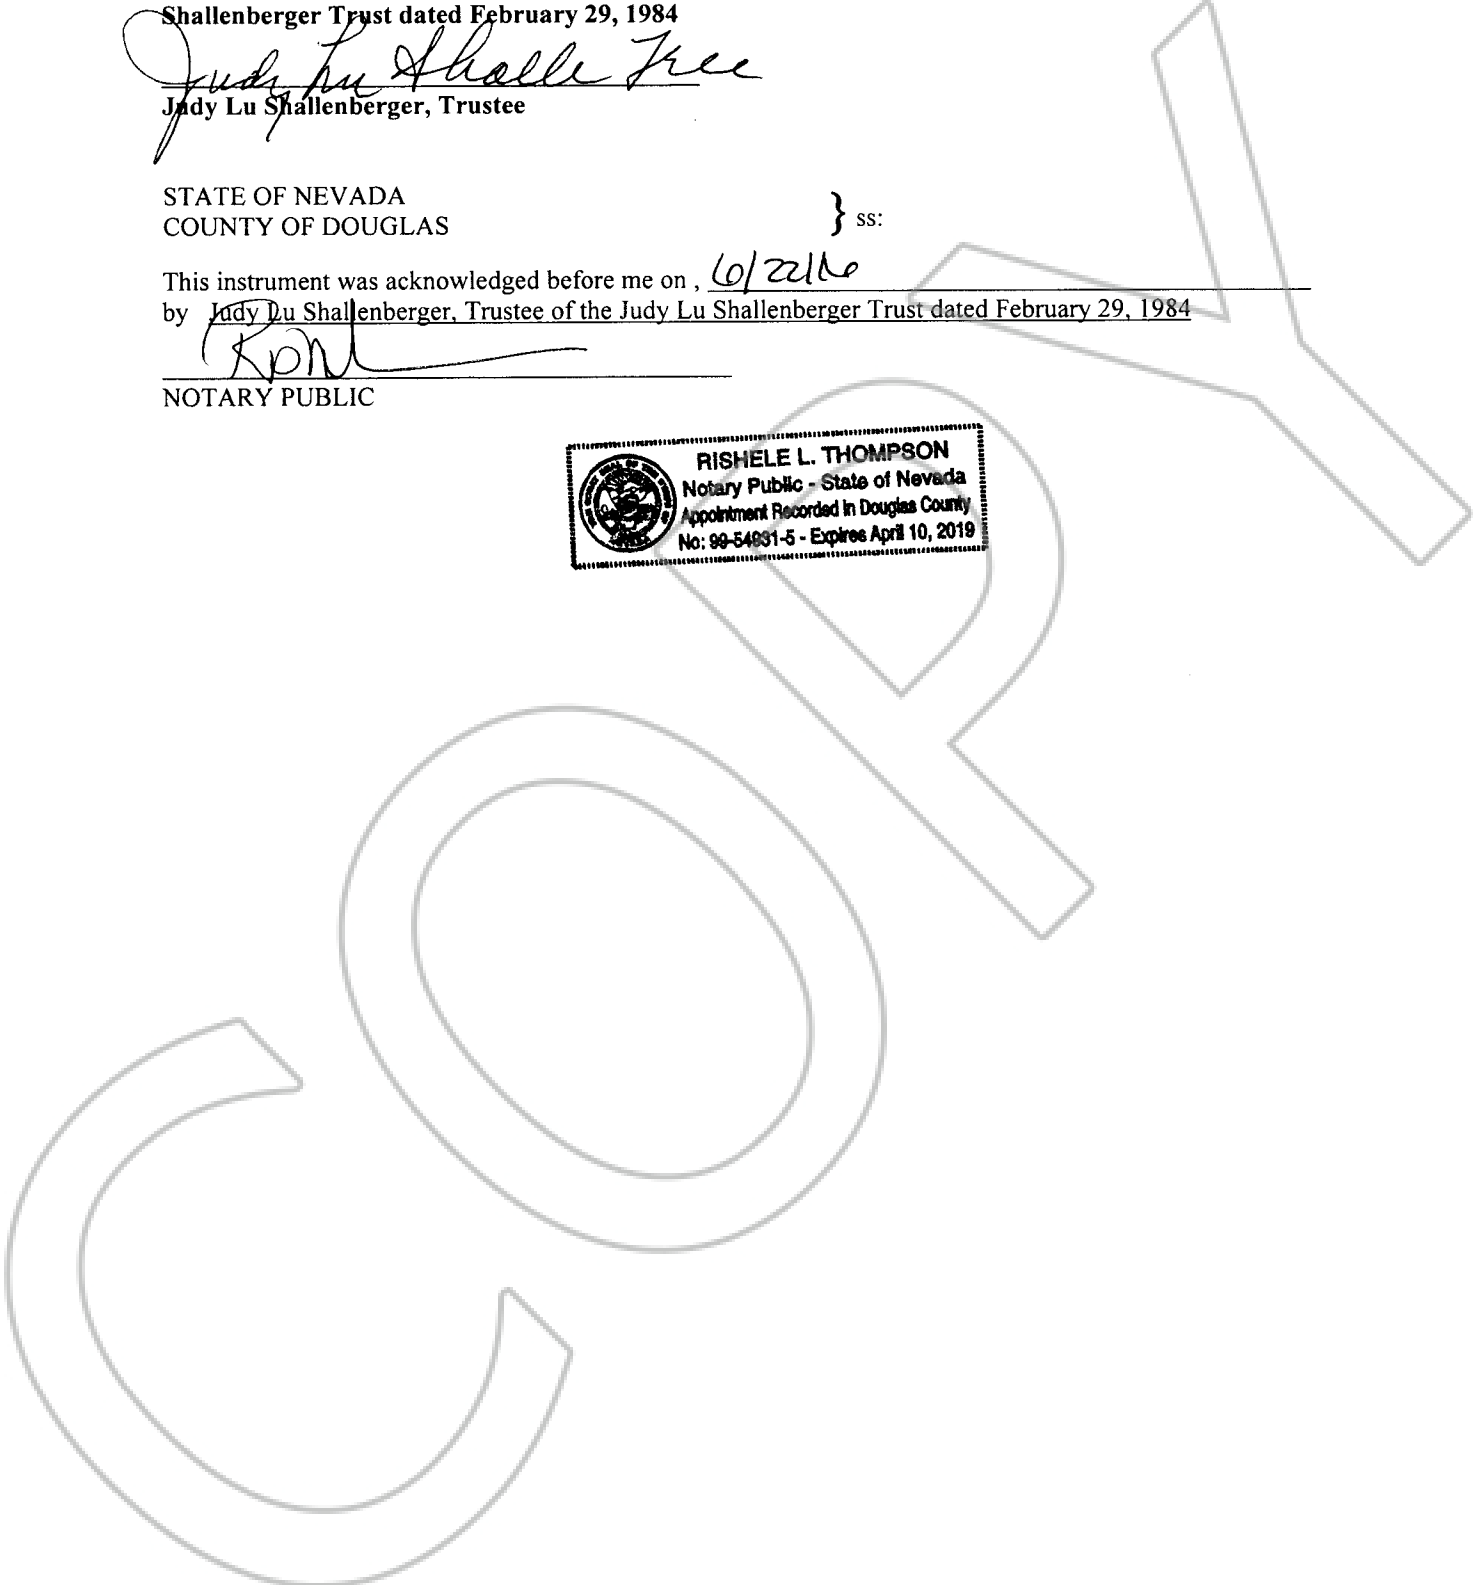 Shallenberger Trust dated February 29, 1984
Judy Lu Shallenberger, Trustee
STATE OF NEVADA
COUNTY OF DOUGLAS
} ss:
This instrument was acknowledged before me on , 6/22/16
by Judy Lu Shallenberger, Trustee of the Judy Lu Shallenberger Trust dated February 29, 1984
NOTARY PUBLIC
RISHELE L. THOMPSON
Notary Public - State of Nevada
Appointment Recorded in Douglas County
No: 99-54931-5 - Expires April 10, 2019
COPY